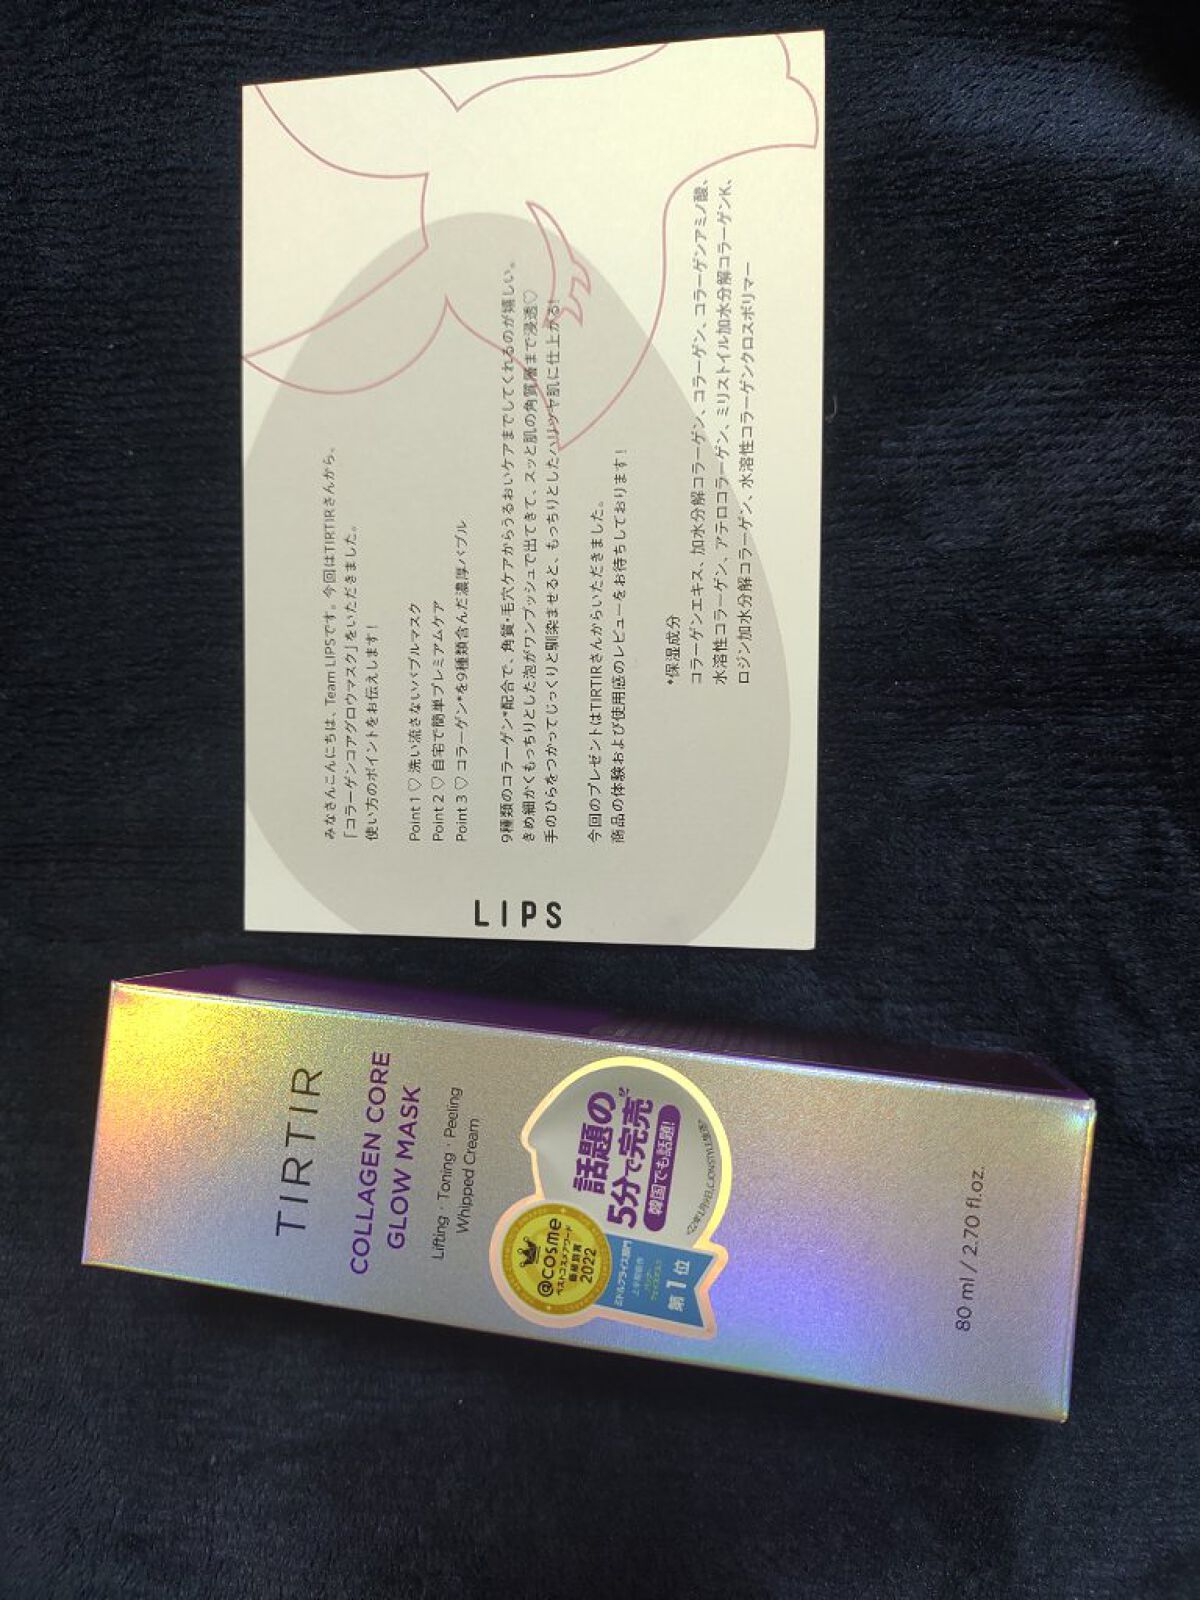 みなさんこんにちは、Team LIPSです。今回はTIRTIRさんから、
「コラーゲンコアグロウマスク」をいただきました。
使い方のポイントをお伝えします！
Point 1 ♡ 洗い流さないバブルマスク
Point 2 ♡ 自宅で簡単プレミアムケア
Point 3 ♡ コラーゲン*を9種類含んだ濃厚バブル
9種類のコラーゲン*配合で、角質・毛穴ケアからうるおいケアまでしてくれるのが嬉しい。
きめ細かくもっちりとした泡がワンプッシュで出てきて、スッと肌の角質層まで浸透♡
手のひらをつかってじっくりと馴染ませると、もっちりとしたハリツヤ肌に仕上がる！
今回のプレゼントはTIRTIRさんからいただきました。
商品の体験および使用感のレビューをお待ちしております！
*保湿成分
コラーゲンエキス、加水分解コラーゲン、コラーゲン、コラーゲンアミノ酸、
水溶性コラーゲン、アテロコラーゲン、ミリストイル加水分解コラーゲンK、
ロジン加水分解コラーゲン、水溶性コラーゲンクロスポリマー
LIPS
TIRTIR
COLLAGEN CORE
GLOW MASK
Lifting · Toning · Peeling
Whipped Cream
話題の
5分で完売
韓国でも話題!
@cosme
ベストコスメアワード
2022
ミドルプライス部門
第1位
80 ml / 2.70 fl.oz.